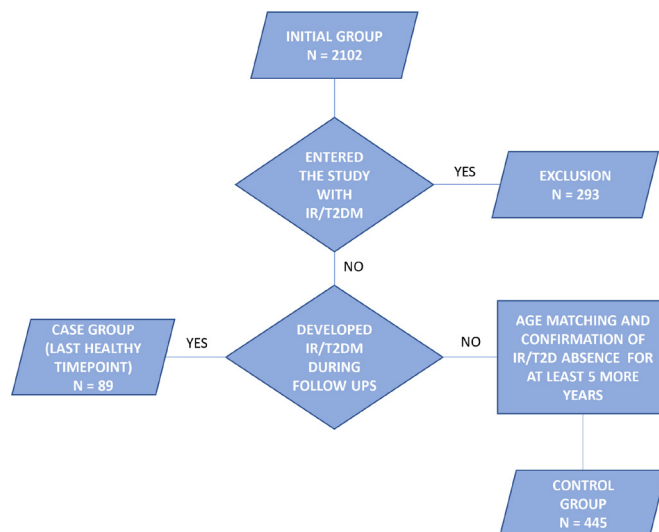 INITIAL GROUP
N = 2102
ENTERED
THE STUDY
WITH
IR/T2DM
YES
EXCLUSION
N = 293
NO
CASE GROUP
(LAST HEALTHY
TIMEPOINT)
N = 89
YES
DEVELOPED
IR/T2DM
DURING
FOLLOW UPS
NO
AGE MATCHING AND
CONFIRMATION OF
IR/T2D ABSENCE FOR
AT LEAST 5 MORE
YEARS
CONTROL
GROUP
N = 445